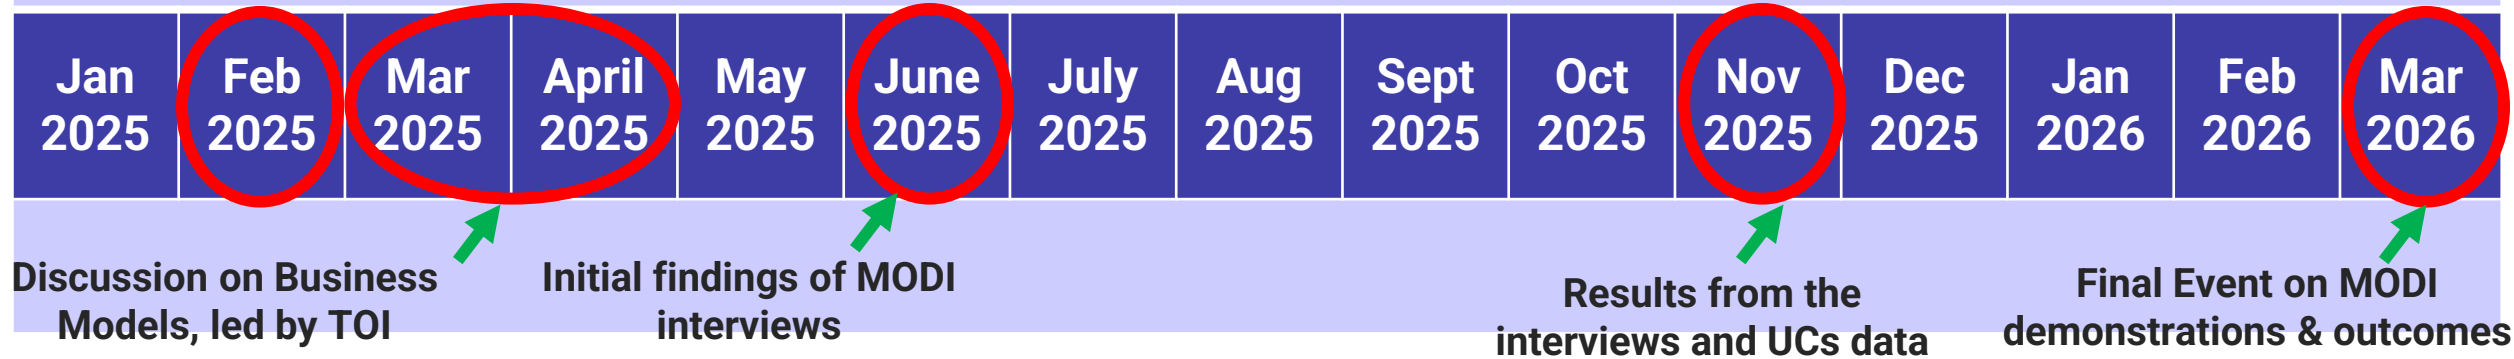 Jan
2025
Feb
2025
Mar
2025
April
2025
May
2025
June
2025
July
2025
Aug
2025
Sept
2025
Oct
2025
Nov
2025
Dec
2025
Jan
2026
Feb
2026
Mar
2026
Discussion on Business
Models, led by TOI
Initial findings of MODI
interviews
Results from the
interviews and UCs data
Final Event on MODI
demonstrations & outcomes